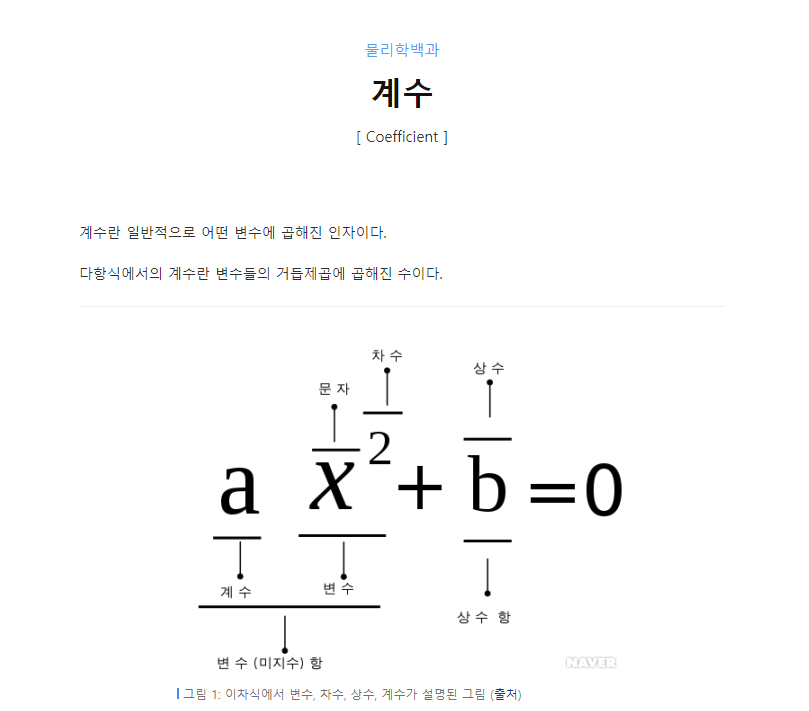 물리학백과
계수
[ Coefficient ]
계수란 일반적으로 어떤 변수에 곱해진 인자이다.
다항식에서의 계수란 변수들의 거듭제곱에 곱해진 수이다.
차 수
상 수
문 자
a x² + b = 0
계 수
변 수
상 수 항
변 수 (미지수) 항
NAVER
그림 1: 이차식에서 변수, 차수, 상수, 계수가 설명된 그림 (출처)